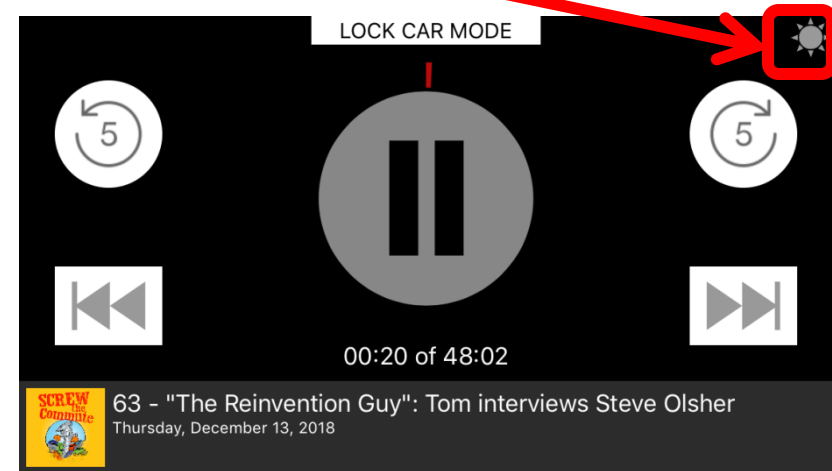 LOCK CAR MODE
5
5
00:20 of 48:02
SCREW
the
Commute
63 - "The Reinvention Guy": Tom interviews Steve Olsher
Thursday, December 13, 2018